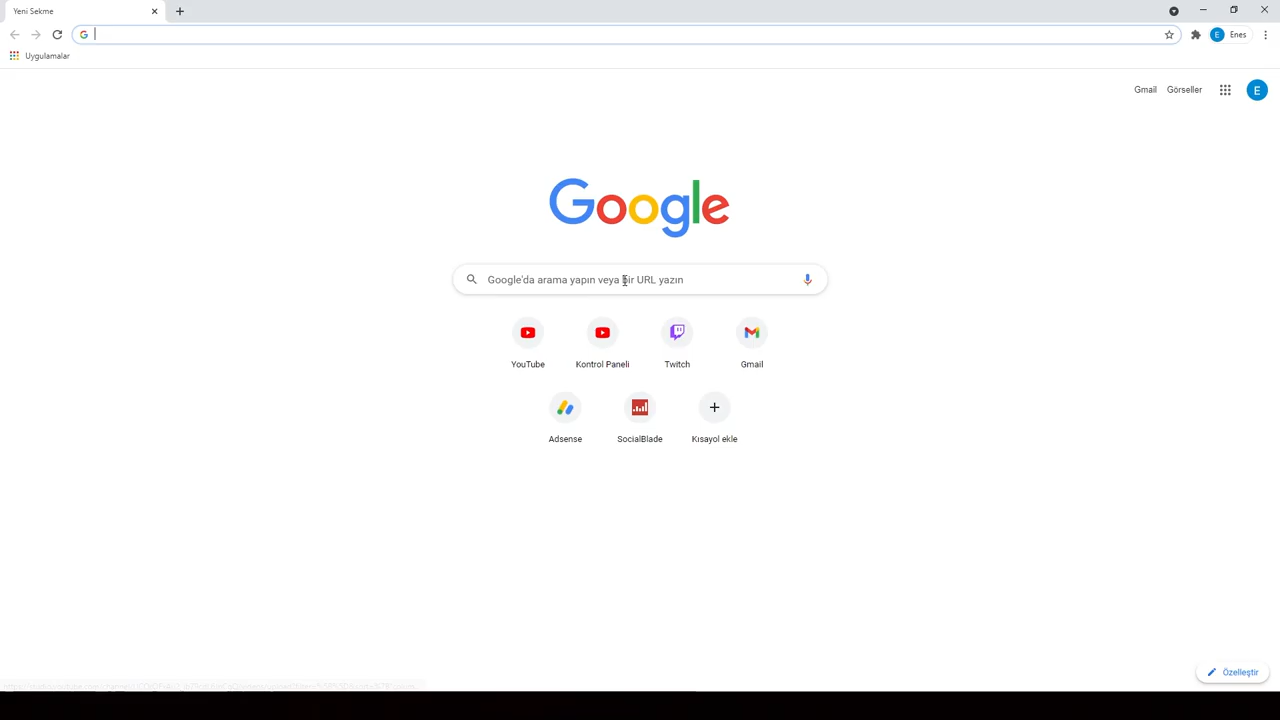 Yeni Sekme
Enes
Uygulamalar
Gmail Görseller
E
Google
Google'da arama yapın veya bir URL yazın
YouTube Kontrol Paneli Twitch Gmail
Adsense SocialBlade Kısayol ekle
Özelleştir